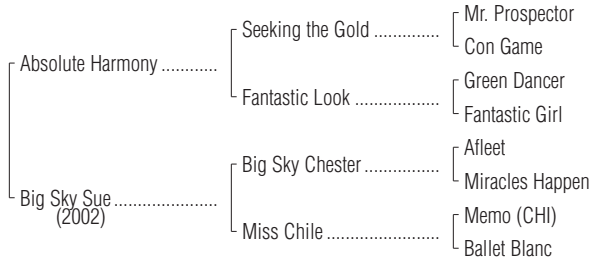 Mr. Prospector
Seeking the Gold ..............
Con Game
Absolute Harmony ............
Green Dancer
Fantastic Look ..................
Fantastic Girl
Afleet
Big Sky Chester ................
Miracles Happen
Big Sky Sue ......................
(2002)
Memo (CHI)
Miss Chile ........................
Ballet Blanc